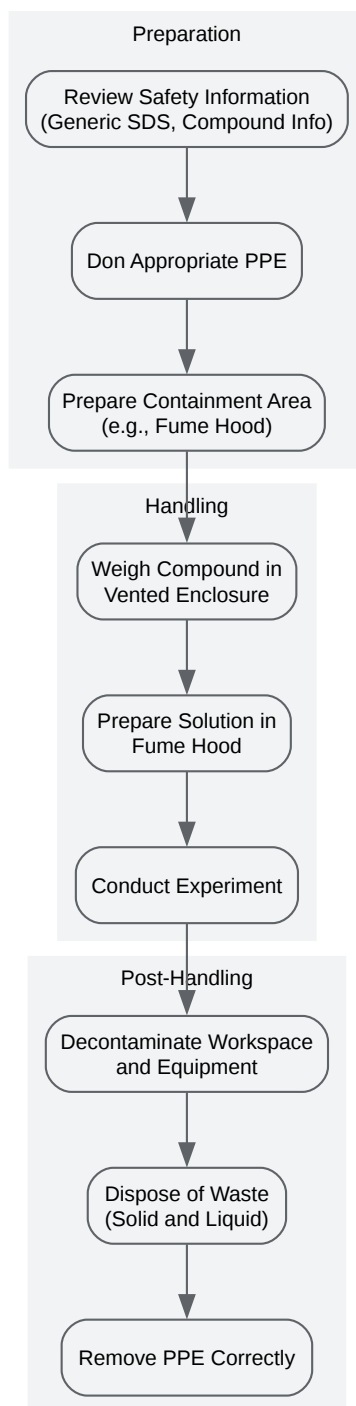 Preparation
Review Safety Information
(Generic SDS, Compound Info)
Don Appropriate PPE
Prepare Containment Area
(e.g., Fume Hood)
Handling
Weigh Compound in
Vented Enclosure
Prepare Solution in
Fume Hood
Conduct Experiment
Post-Handling
Decontaminate Workspace
and Equipment
Dispose of Waste
(Solid and Liquid)
Remove PPE Correctly